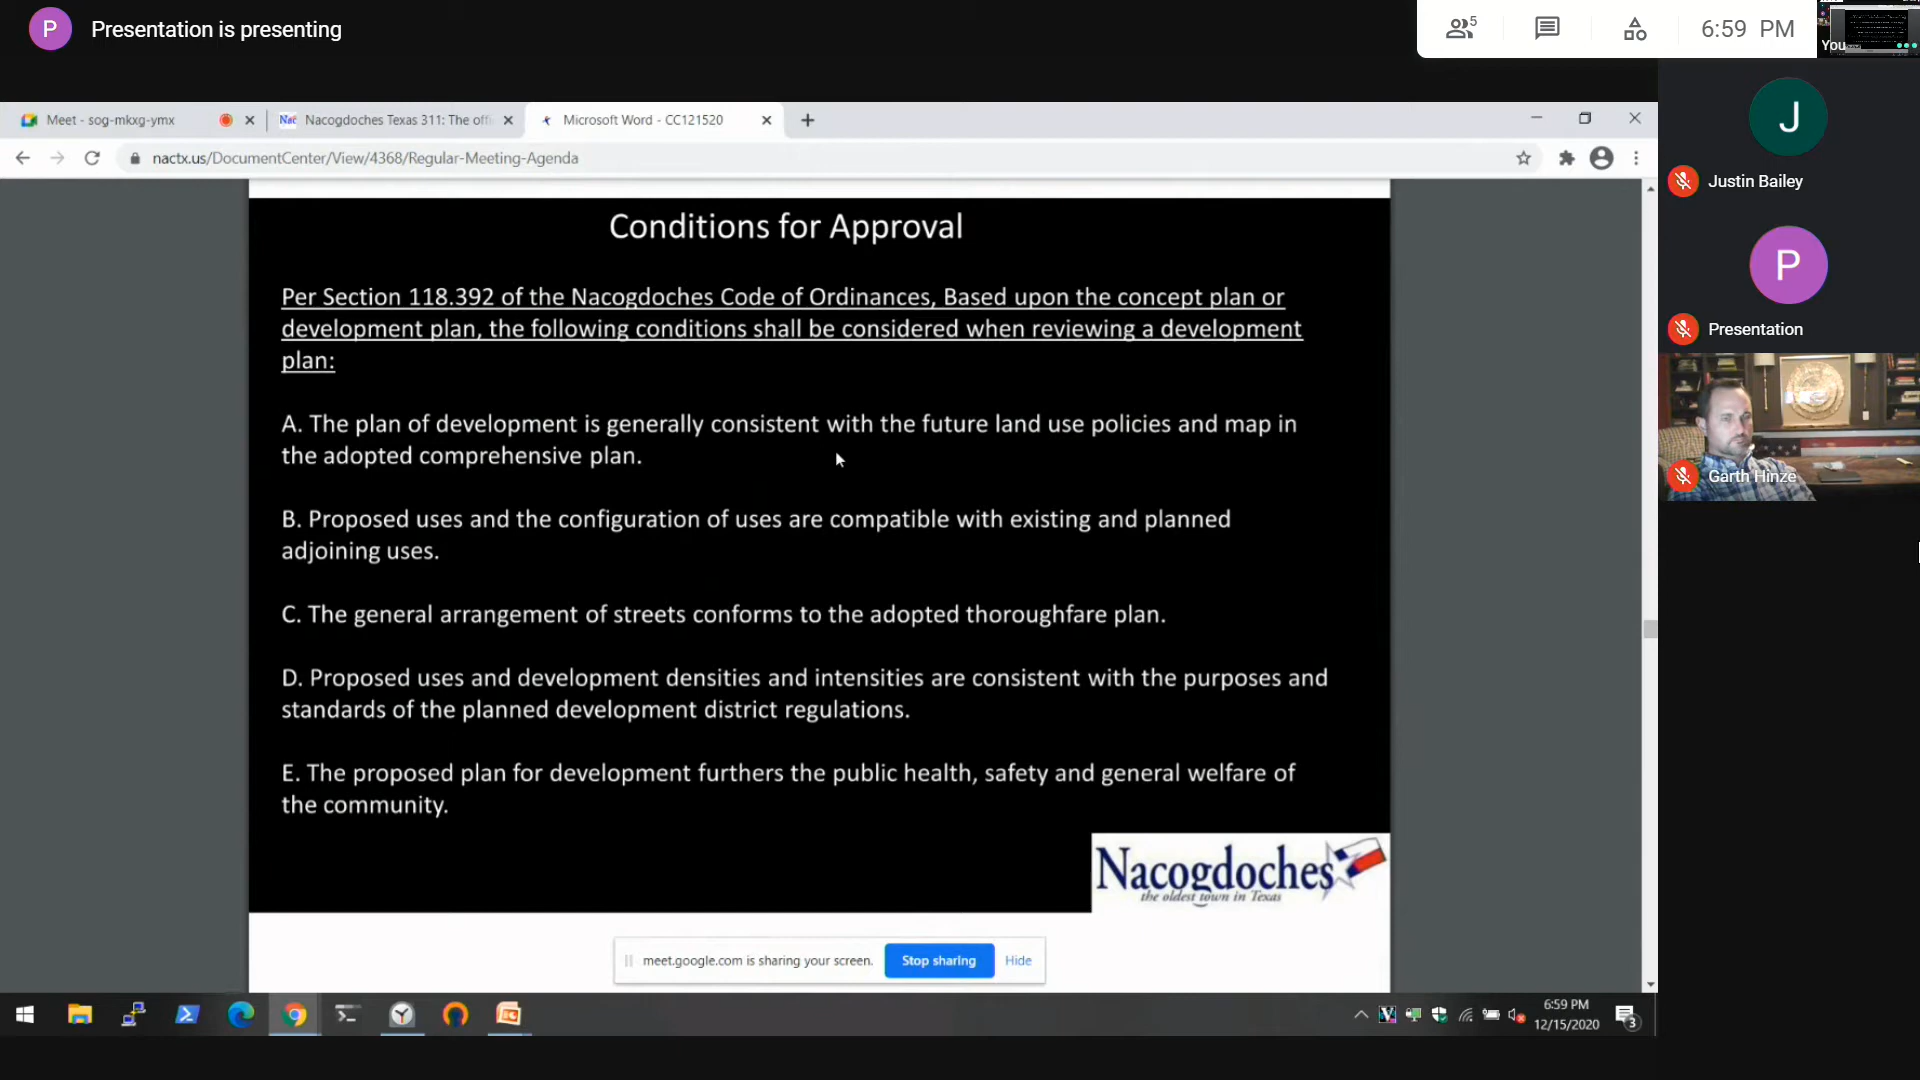 P
Presentation is presenting
5
6:59 PM
You
Meet - sog-mkxg-ymx
Nac
Nacogdoches Texas 311: The offi
Microsoft Word - CC121520
nactx.us/DocumentCenter/View/4368/Regular-Meeting-Agenda
J
Justin Bailey
P
Presentation
Garth Hinze
Conditions for Approval
Per Section 118.392 of the Nacogdoches Code of Ordinances, Based upon the concept plan or
development plan, the following conditions shall be considered when reviewing a development
plan:
A. The plan of development is generally consistent with the future land use policies and map in
the adopted comprehensive plan.
B. Proposed uses and the configuration of uses are compatible with existing and planned
adjoining uses.
C. The general arrangement of streets conforms to the adopted thoroughfare plan.
D. Proposed uses and development densities and intensities are consistent with the purposes and
standards of the planned development district regulations.
E. The proposed plan for development furthers the public health, safety and general welfare of
the community.
Nacogdoches
the oldest town in Texas
meet.google.com is sharing your screen.
Stop sharing
Hide
6:59 PM
12/15/2020
3